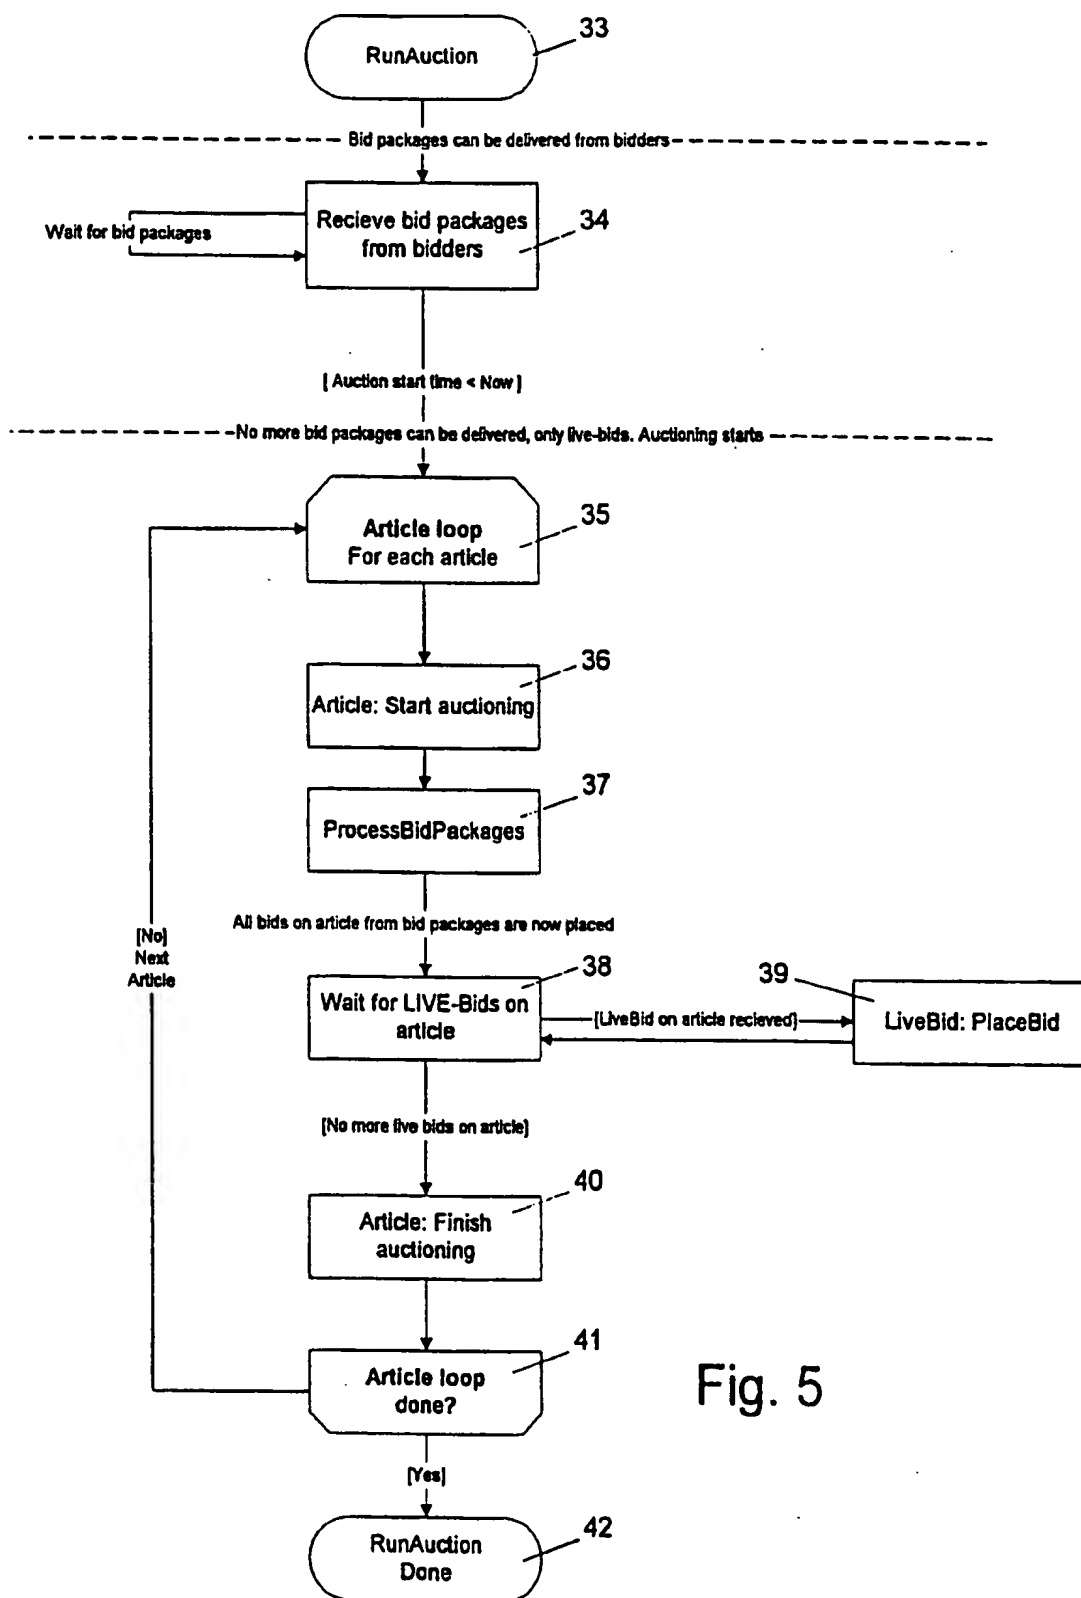 33
RunAuction
Bid packages can be delivered from bidders
Recieve bid packages
from bidders
34
Wait for bid packages
[ Auction start time < Now ]
No more bid packages can be delivered, only live-bids. Auctioning starts
Article loop
For each article
35
36
Article: Start auctioning
37
ProcessBidPackages
All bids on article from bid packages are now placed
[No]
Next
Article
38
Wait for LIVE-Bids on
article
[LiveBid on article recieved]
39
LiveBid: PlaceBid
[No more live bids on article]
40
Article: Finish
auctioning
41
Article loop
done?
Fig. 5
[Yes]
42
RunAuction
Done